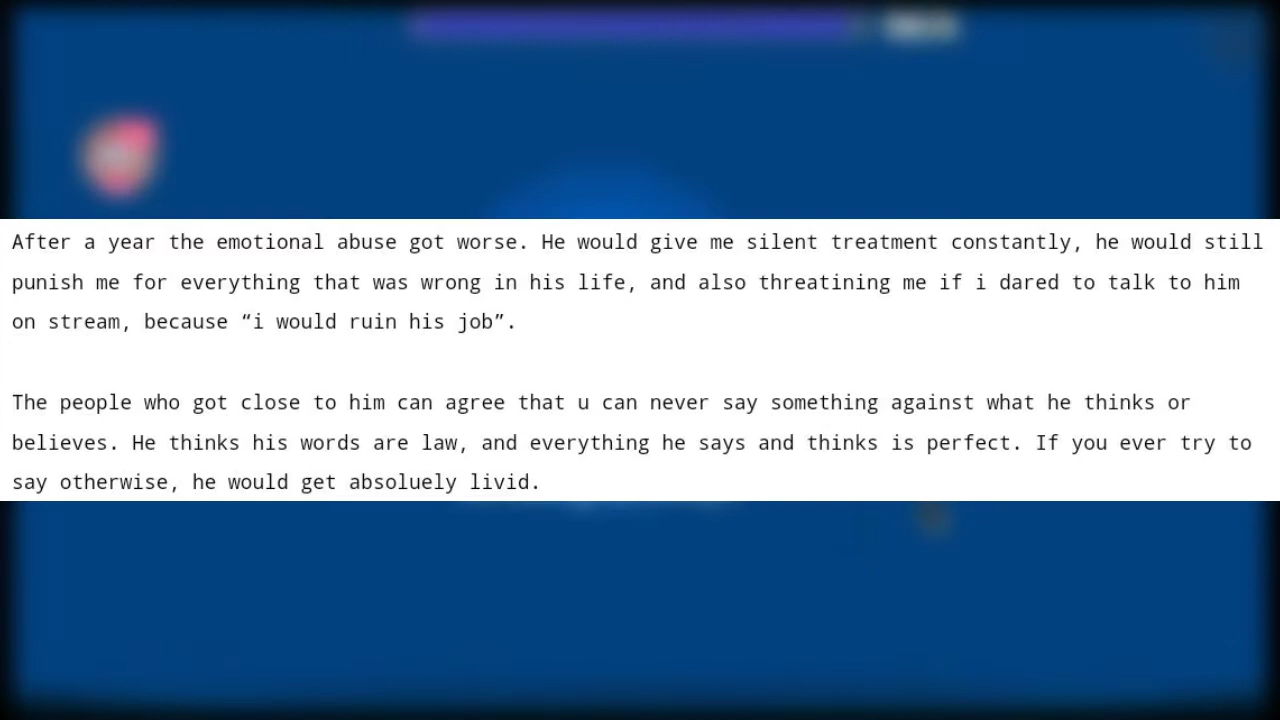 After a year the emotional abuse got worse. He would give me silent treatment constantly, he would still
punish me for everything that was wrong in his life, and also threatining me if i dared to talk to him
on stream, because “i would ruin his job”.
The people who got close to him can agree that u can never say something against what he thinks or
believes. He thinks his words are law, and everything he says and thinks is perfect. If you ever try to
say otherwise, he would get absoluely livid.